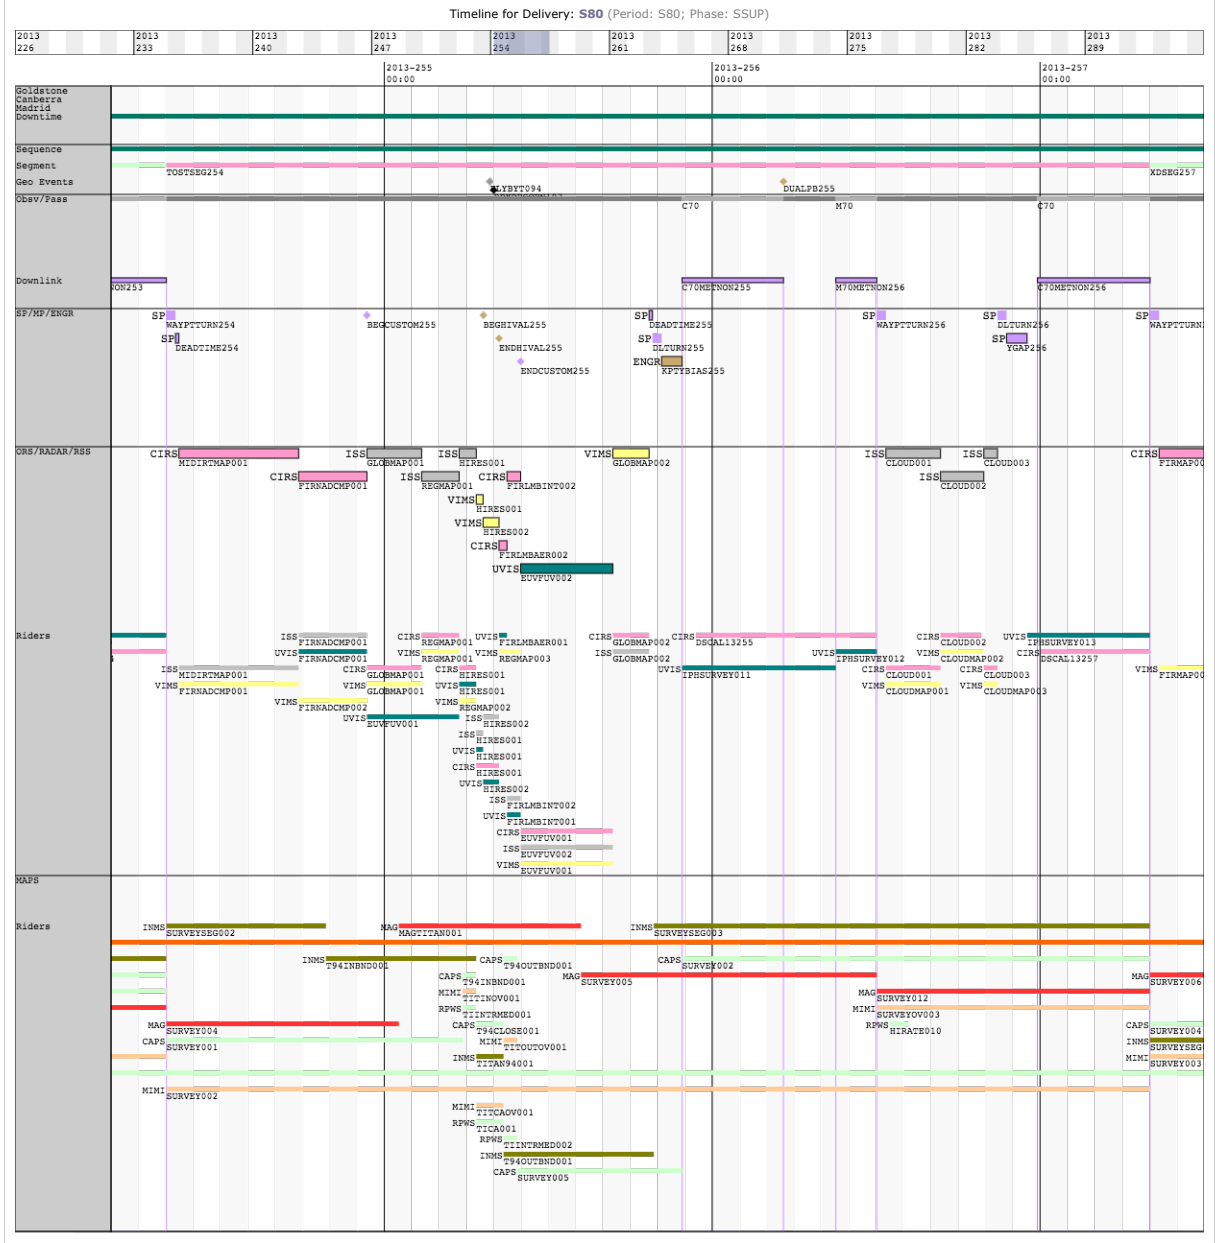 Timeline for Delivery: S80 (Period: S80; Phase: SSUP)
2013 2013 2013 2013 2013 2013 2013 2013 2013 2013
226 233 240 247 254 261 268 275 282 289
2013-255 2013-256 2013-257
00:00 00:00 00:00
Goldstone
Canberra
Madrid
Downtime
Sequence
Segment
TOSTSEG254 XDSEG257
Geo Events
DUALPB255
Obsv/Pass
C70 M70 C70
Downlink
NON253 C70METNON255 M70METNON256 C70METNON256
SP/MP/ENGR SP SP SP SP SP
WAYPTTURN254 BEGCUSTOM255 BEGHIVAL255 DEADTIME255 WAYPTTURN256 DLTURN256 WAYPTTURN
SP SP SP
DEADTIME254 ENDHIVAL255 DLTURN255 YGAP256
ENGR
ENDCUSTOM255 KPTYBIAS255
ORS/RADAR/RSS CIRS ISS ISS VIMS ISS ISS CIRS
MIDIRTMAP001 GLOBMAP001 HIRES001 GLOBMAP002 CLOUD001 CLOUD003 FIRMAP00
CIRS ISS CIRS ISS
FIRNADCMP001 REGMAP001 FIRLMBINT002 CLOUD002
VIMS
HIRES001
VIMS
HIRES002
CIRS
FIRLMBAER002
UVIS
EUVFUV002
Riders ISS CIRS UVIS CIRS CIRS CIRS UVIS
FIRNADCMP001 REGMAP001 FIRLMBAER001 GLOBMAP002 DSCAL13255 CLOUD002 IPHSURVEY013
UVIS VIMS VIMS ISS UVIS VIMS CIRS
FIRNADCMP001 REGMAP001 REGMAP003 GLOBMAP002 IPHSURVEY012 CLOUDMAP002 DSCAL13257
ISS CIRS CIRS UVIS CIRS CIRS VIMS
MIDIRTMAP001 GLOBMAP001 HIRES001 IPHSURVEY011 CLOUD001 CLOUD003 FIRMAP00
VIMS VIMS UVIS VIMS VIMS
FIRNADCMP001 GLOBMAP001 HIRES001 CLOUDMAP001 CLOUDMAP003
VIMS VIMS
FIRNADCMP002 REGMAP002
UVIS ISS
EUVFUV001 HIRES002
ISS
HIRES001
UVIS
HIRES001
CIRS
HIRES001
UVIS
HIRES002
ISS
FIRLMBINT002
UVIS
FIRLMBINT001
CIRS
EUVFUV001
ISS
EUVFUV002
VIMS
EUVFUV001
MAPS
Riders INMS MAG INMS
SURVEYSEG002 MAGTITAN001 SURVEYSEG003
INMS CAPS CAPS
T94INBND001 T94OUTBND001 SURVEY002
CAPS MAG MAG
T94INBND001 SURVEY005 SURVEY006
MIMI MAG
TITINOV001 SURVEY012
RPWS MIMI
TIINTRMED001 SURVEYOV003
MAG CAPS RPWS CAPS
SURVEY004 T94CLOSE001 HIRATE010 SURVEY004
CAPS MIMI INMS
SURVEY001 TITOUTOV001 SURVEYSEG
INMS MIMI
TITAN94001 SURVEY003
MIMI
SURVEY002
MIMI
TITCAOV001
RPWS
TICA001
RPWS
TIINTRMED002
INMS
T94OUTBND001
CAPS
SURVEY005